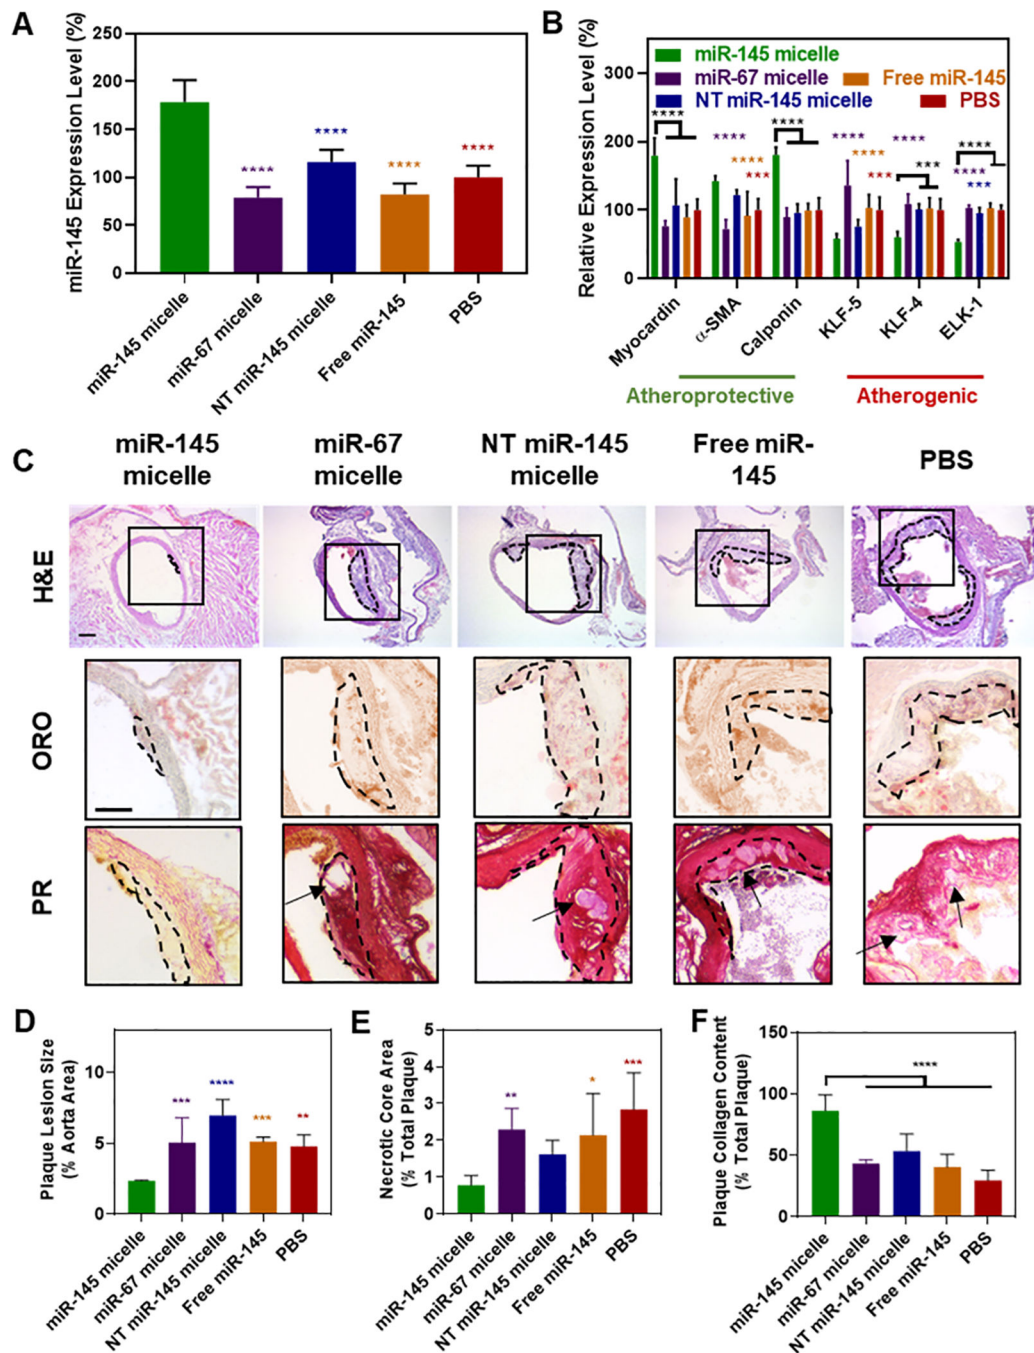 A
miR-145 Expression Level (%)
250
200
150
100
50
0
****
****
****
****
miR-145 micelle
miR-67 micelle
NT miR-145 micelle
Free miR-145
PBS
B
Relative Expression Level (%)
300
200
100
0
miR-145 micelle
miR-67 micelle
Free miR-145
NT miR-145 micelle
PBS
****
****
****
****
***
****
****
***
****
***
****
****
***
Myocardin
α-SMA
Calponin
KLF-5
KLF-4
ELK-1
Atheroprotective
Atherogenic
C
miR-145
micelle
miR-67
micelle
NT miR-145
micelle
Free miR-
145
PBS
H&E
ORO
PR
D
Plaque Lesion Size
(% Aorta Area)
10
5
0
***
****
***
**
miR-145 micelle
miR-67 micelle
NT miR-145 micelle
Free miR-145
PBS
E
Necrotic Core Area
(% Total Plaque)
5
4
3
2
1
0
**
*
***
miR-145 micelle
miR-67 micelle
NT miR-145 micelle
Free miR-145
PBS
F
Plaque Collagen Content
(% Total Plaque)
150
100
50
0
****
miR-145 micelle
miR-67 micelle
NT miR-145 micelle
Free miR-145
PBS